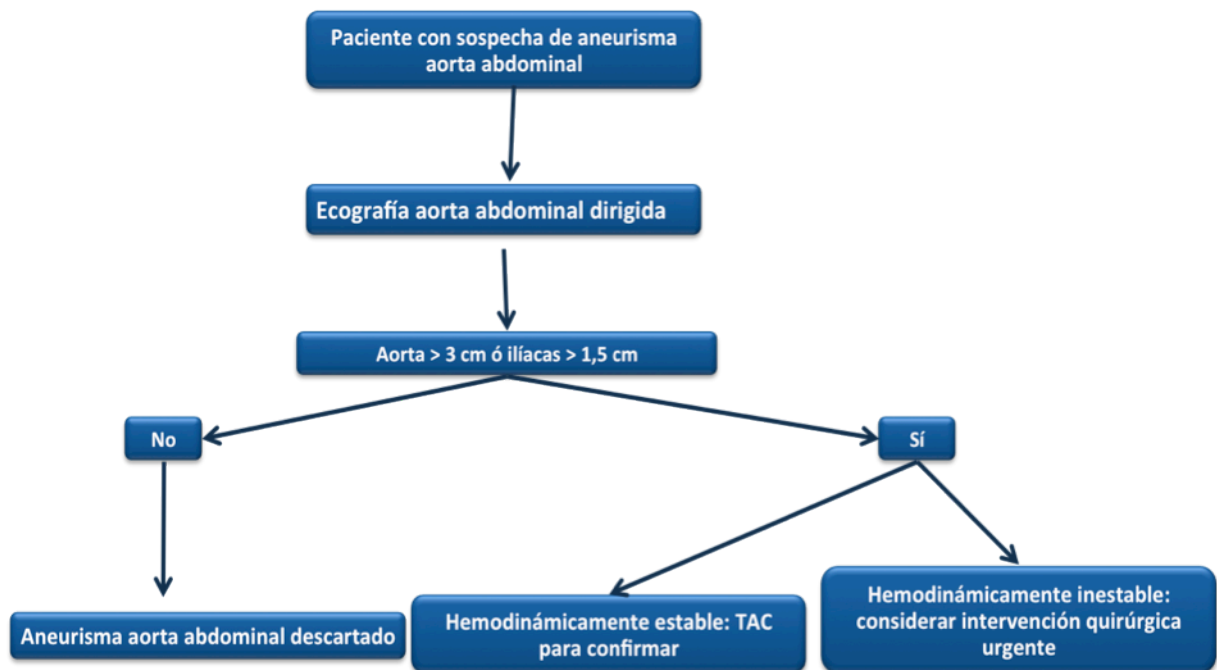 Paciente con sospecha de aneurisma
aorta abdominal
Ecografía aorta abdominal dirigida
Aorta > 3 cm ó ilíacas > 1,5 cm
No
Sí
Aneurisma aorta abdominal descartado
Hemodinámicamente estable: TAC
para confirmar
Hemodinámicamente inestable:
considerar intervención quirúrgica
urgente